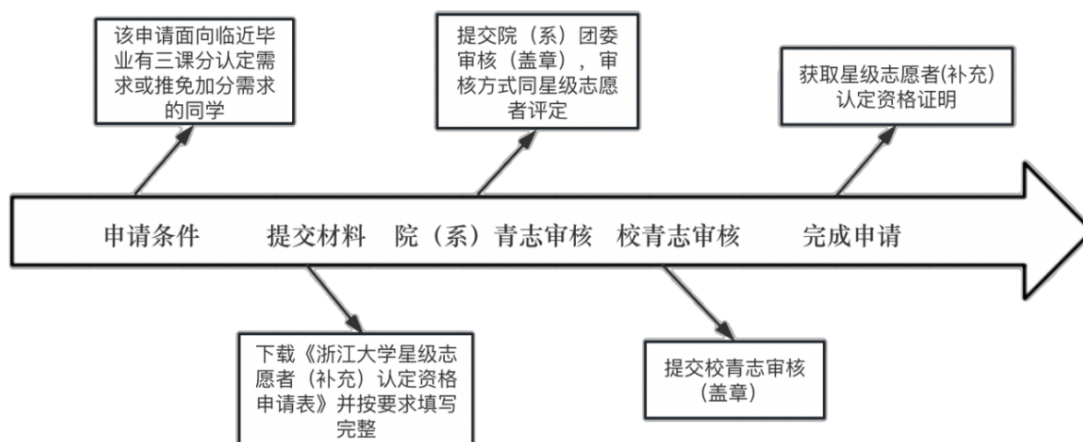 该申请面向临近毕
业有三课分认定需
求或推免加分需求
的同学
提交院（系）团委
审核（盖章），审
核方式同星级志愿
者评定
获取星级志愿者(补充)
认定资格证明
申请条件 提交材料 院（系）青志审核 校青志审核 完成申请
下载《浙江大学星级志
愿者（补充）认定资格
申请表》并按要求填写
完整
提交校青志审核
(盖章)